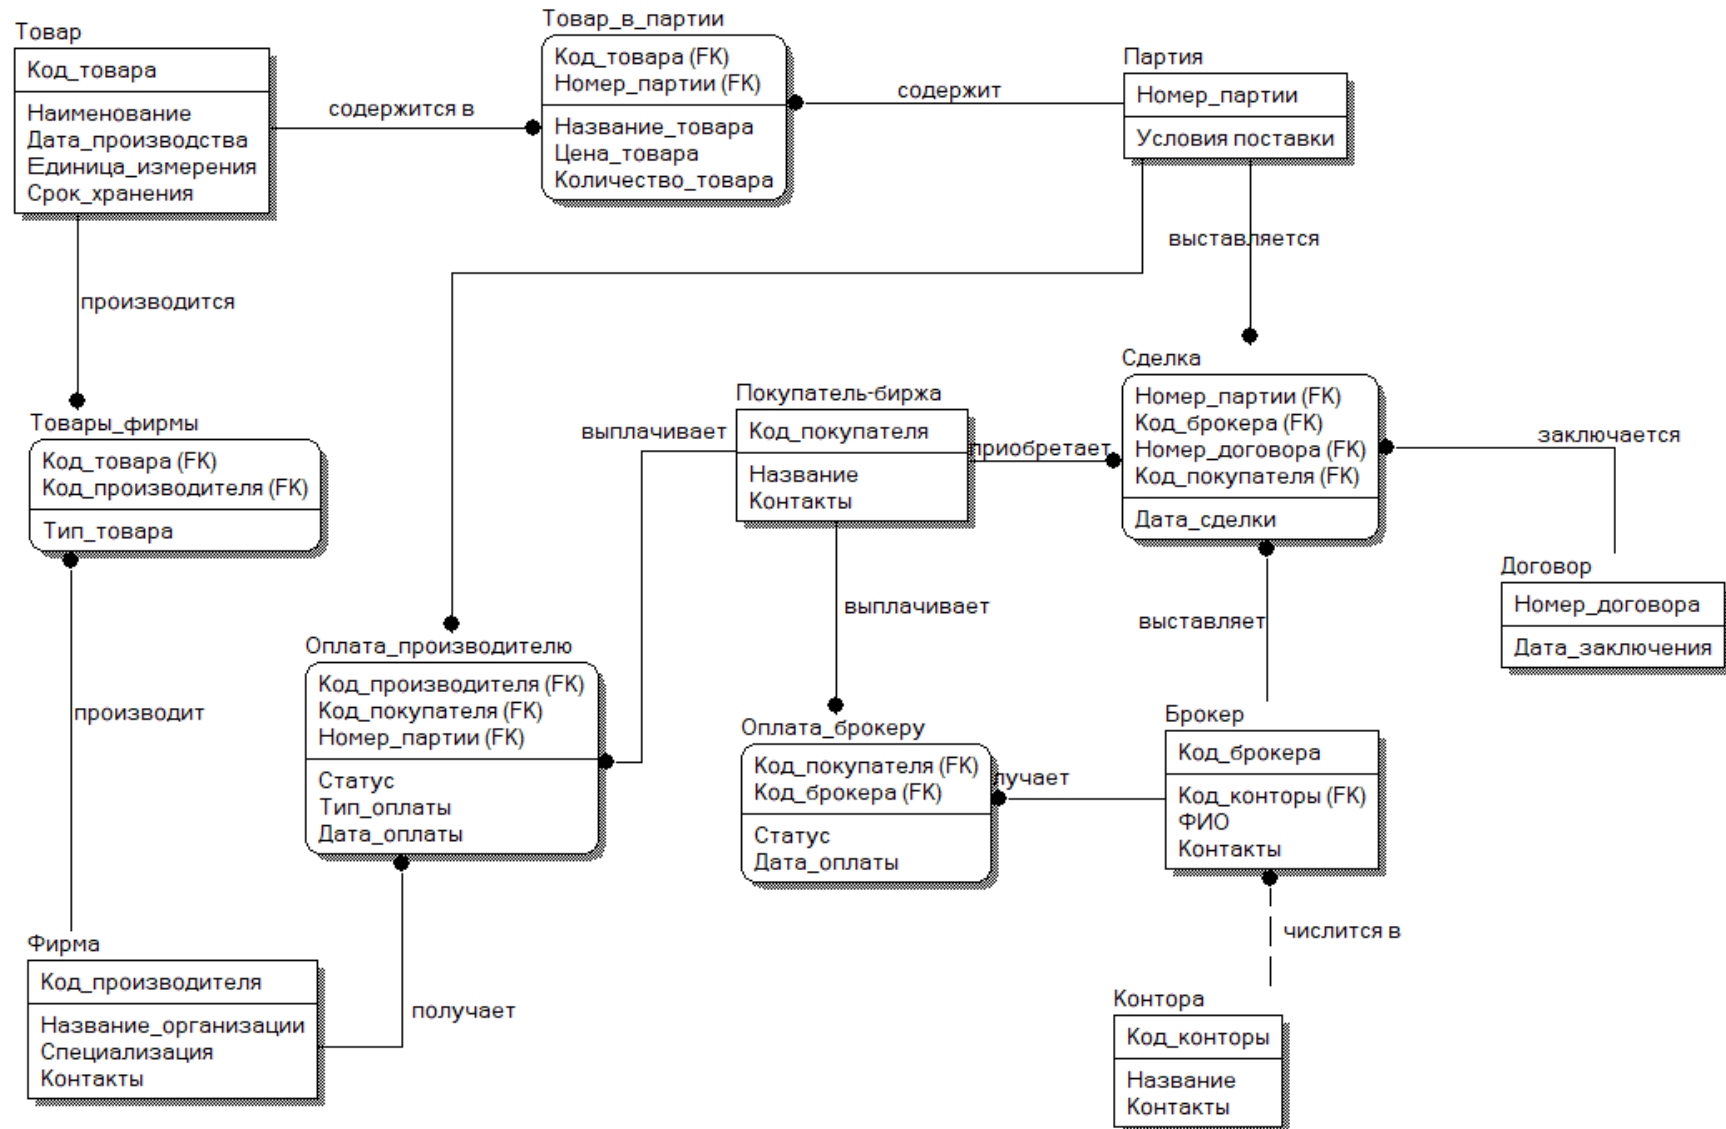 Товар
Код_товара
Наименование
Дата_производства
Единица_измерения
Срок_хранения
содержится в
Товар_в_партии
Код_товара (FK)
Номер_партии (FK)
Название_товара
Цена_товара
Количество_товара
содержит
Партия
Номер_партии
Условия поставки
производится
выставляется
Товары_фирмы
Код_товара (FK)
Код_производителя (FK)
Тип_товара
выплачивает
Покупатель-биржа
Код_покупателя
Название
Контакты
приобретает
Сделка
Номер_партии (FK)
Код_брокера (FK)
Номер_договора (FK)
Код_покупателя (FK)
Дата_сделки
заключается
Договор
Номер_договора
Дата_заключения
выплачивает
выставляет
Оплата_производителю
Код_производителя (FK)
Код_покупателя (FK)
Номер_партии (FK)
Статус
Тип_оплаты
Дата_оплаты
производит
Оплата_брокеру
Код_покупателя (FK)
Код_брокера (FK)
Статус
Дата_оплаты
лучает
Брокер
Код_брокера
Код_конторы (FK)
ФИО
Контакты
числится в
Фирма
Код_производителя
Название_организации
Специализация
Контакты
получает
Контора
Код_конторы
Название
Контакты